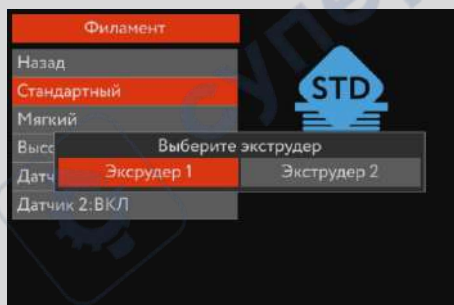 Филамент
Назад
Стандартный
STD
Мягкий
Выберите экструдер
Эксрудер 1 Экструдер 2
Датчик 2:ВКЛ